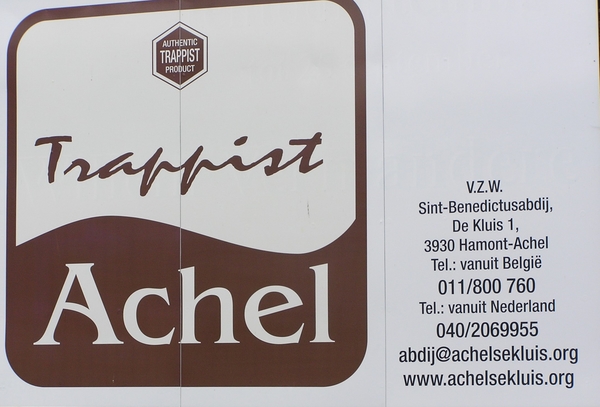 AUTHENTIC
TRAPPIST
PRODUCT
Trappist
Achel
V.Z.W.
Sint-Benedictusabdij,
De Kluis 1,
3930 Hamont-Achel
Tel.: vanuit België
011/800 760
Tel.: vanuit Nederland
040/2069955
abdij@achelsekluis.org
www.achelsekluis.org